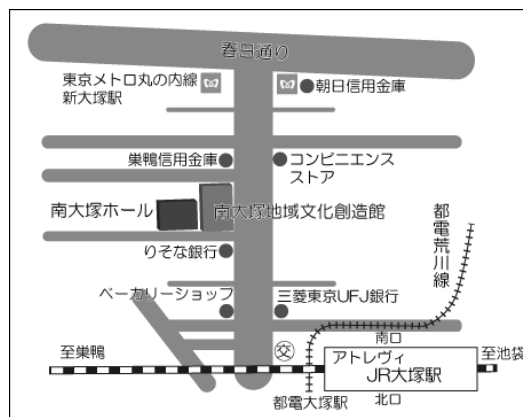 春日通り
東京メトロ丸の内線
新大塚駅
朝日信用金庫
巣鴨信用金庫
コンビニエンス
ストア
南大塚ホール
南大塚地域文化創造館
都電荒川線
りそな銀行
ベーカリーショップ
三菱東京UFJ銀行
南口
至巣鴨
交
アトレヴィ
JR大塚駅
至池袋
都電大塚駅
北口